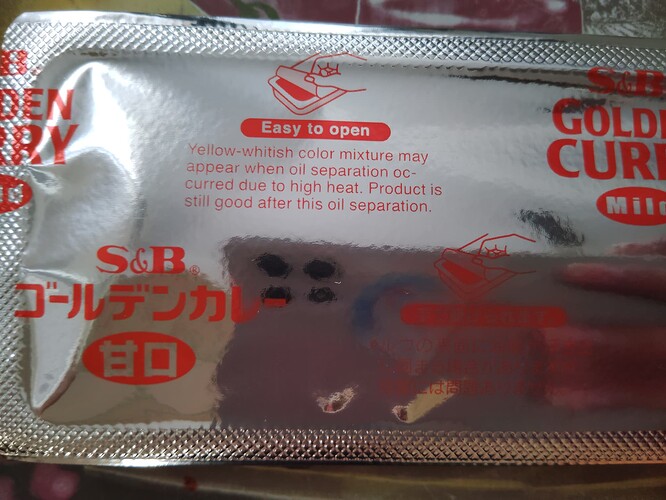 DEN
RRY
S&B
GOLDE
CURR
Mild
Easy to open
Yellow-whitish color mixture may
appear when oil separation oc-
curred due to high heat. Product is
still good after this oil separation.
S&B®
ゴールデンカレー
甘口